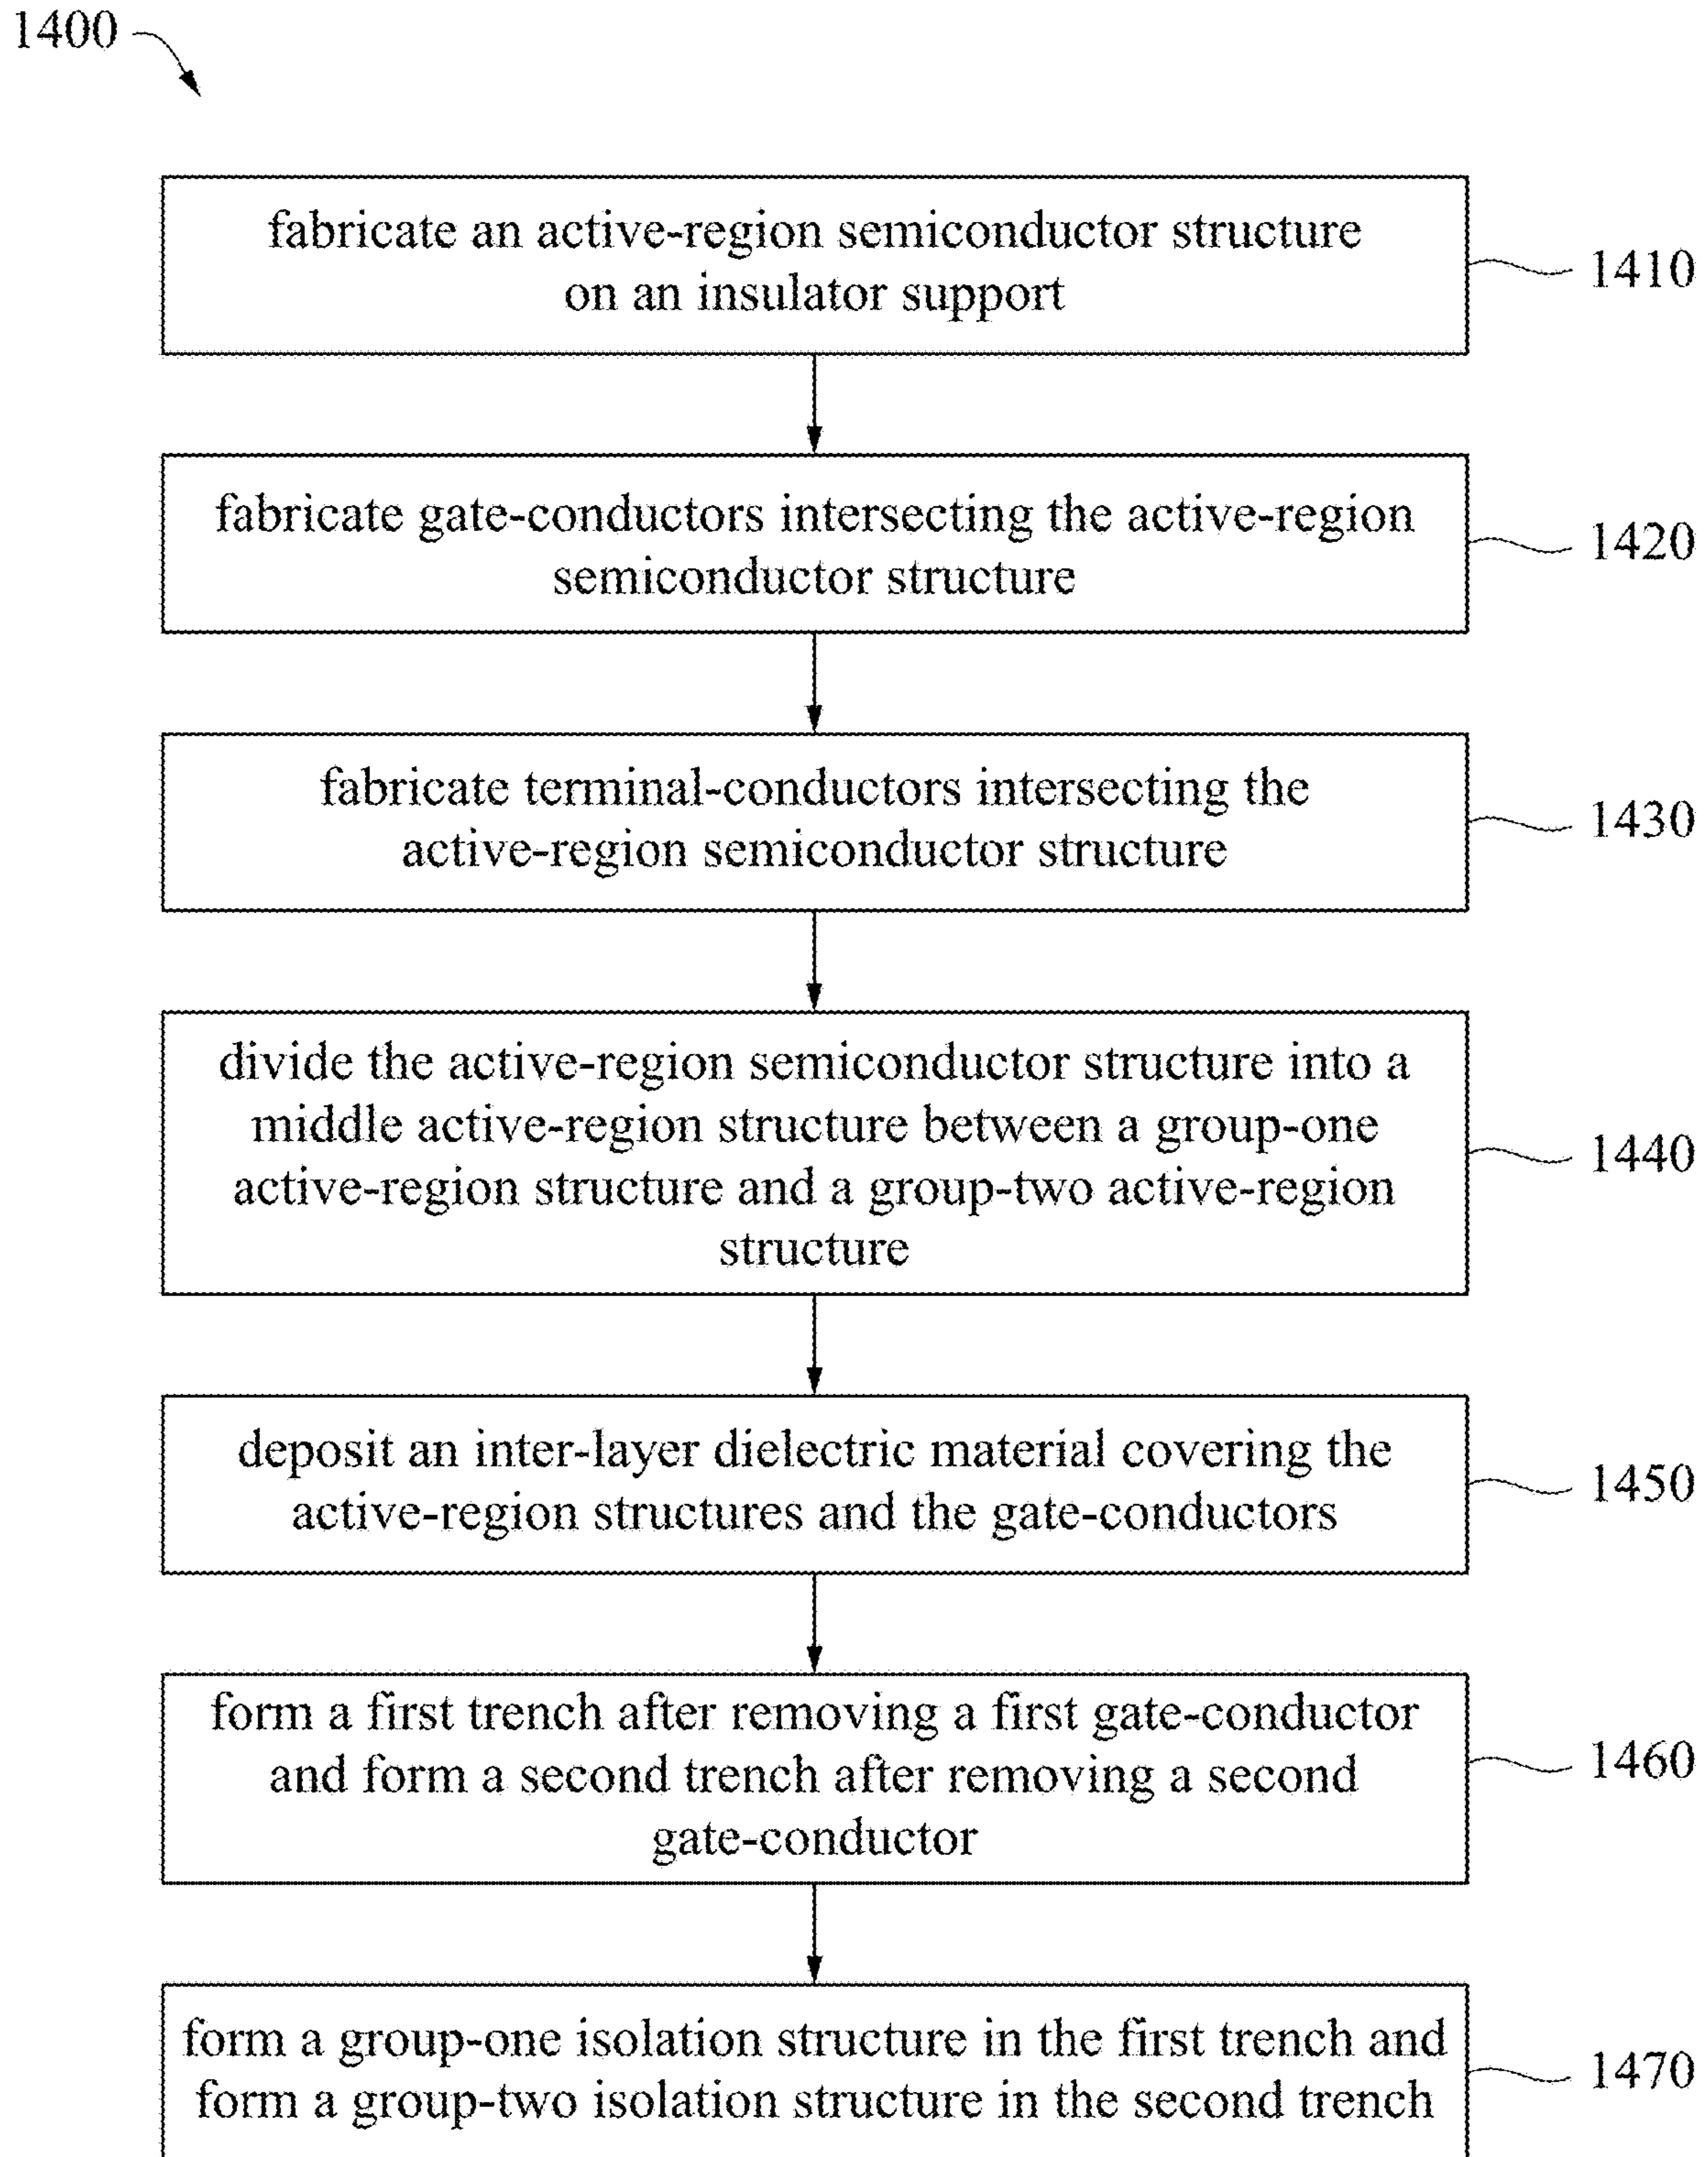 1400
fabricate an active-region semiconductor structure
on an insulator support
1410
fabricate gate-conductors intersecting the active-region
semiconductor structure
1420
fabricate terminal-conductors intersecting the
active-region semiconductor structure
1430
divide the active-region semiconductor structure into a
middle active-region structure between a group-one
active-region structure and a group-two active-region
structure
1440
deposit an inter-layer dielectric material covering the
active-region structures and the gate-conductors
1450
form a first trench after removing a first gate-conductor
and form a second trench after removing a second
gate-conductor
1460
form a group-one isolation structure in the first trench and
form a group-two isolation structure in the second trench
1470